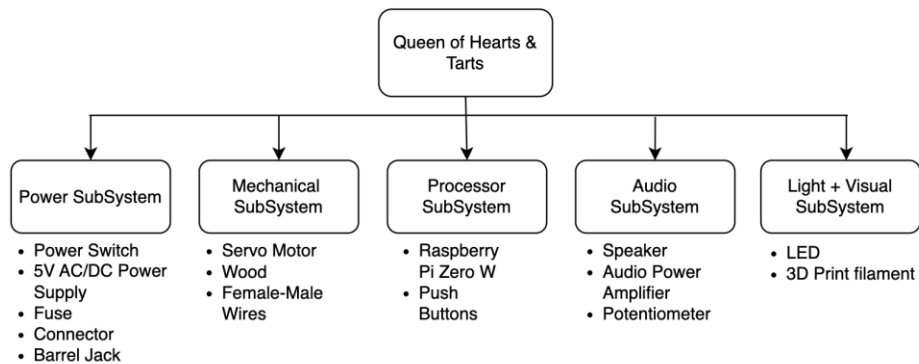 Queen of Hearts &
Tarts
Power SubSystem
• Power Switch
• 5V AC/DC Power
Supply
• Fuse
• Connector
• Barrel Jack
Mechanical
SubSystem
• Servo Motor
• Wood
• Female-Male
Wires
Processor
SubSystem
• Raspberry
Pi Zero W
• Push
Buttons
Audio
SubSystem
• Speaker
• Audio Power
Amplifier
• Potentiometer
Light + Visual
SubSystem
• LED
• 3D Print filament